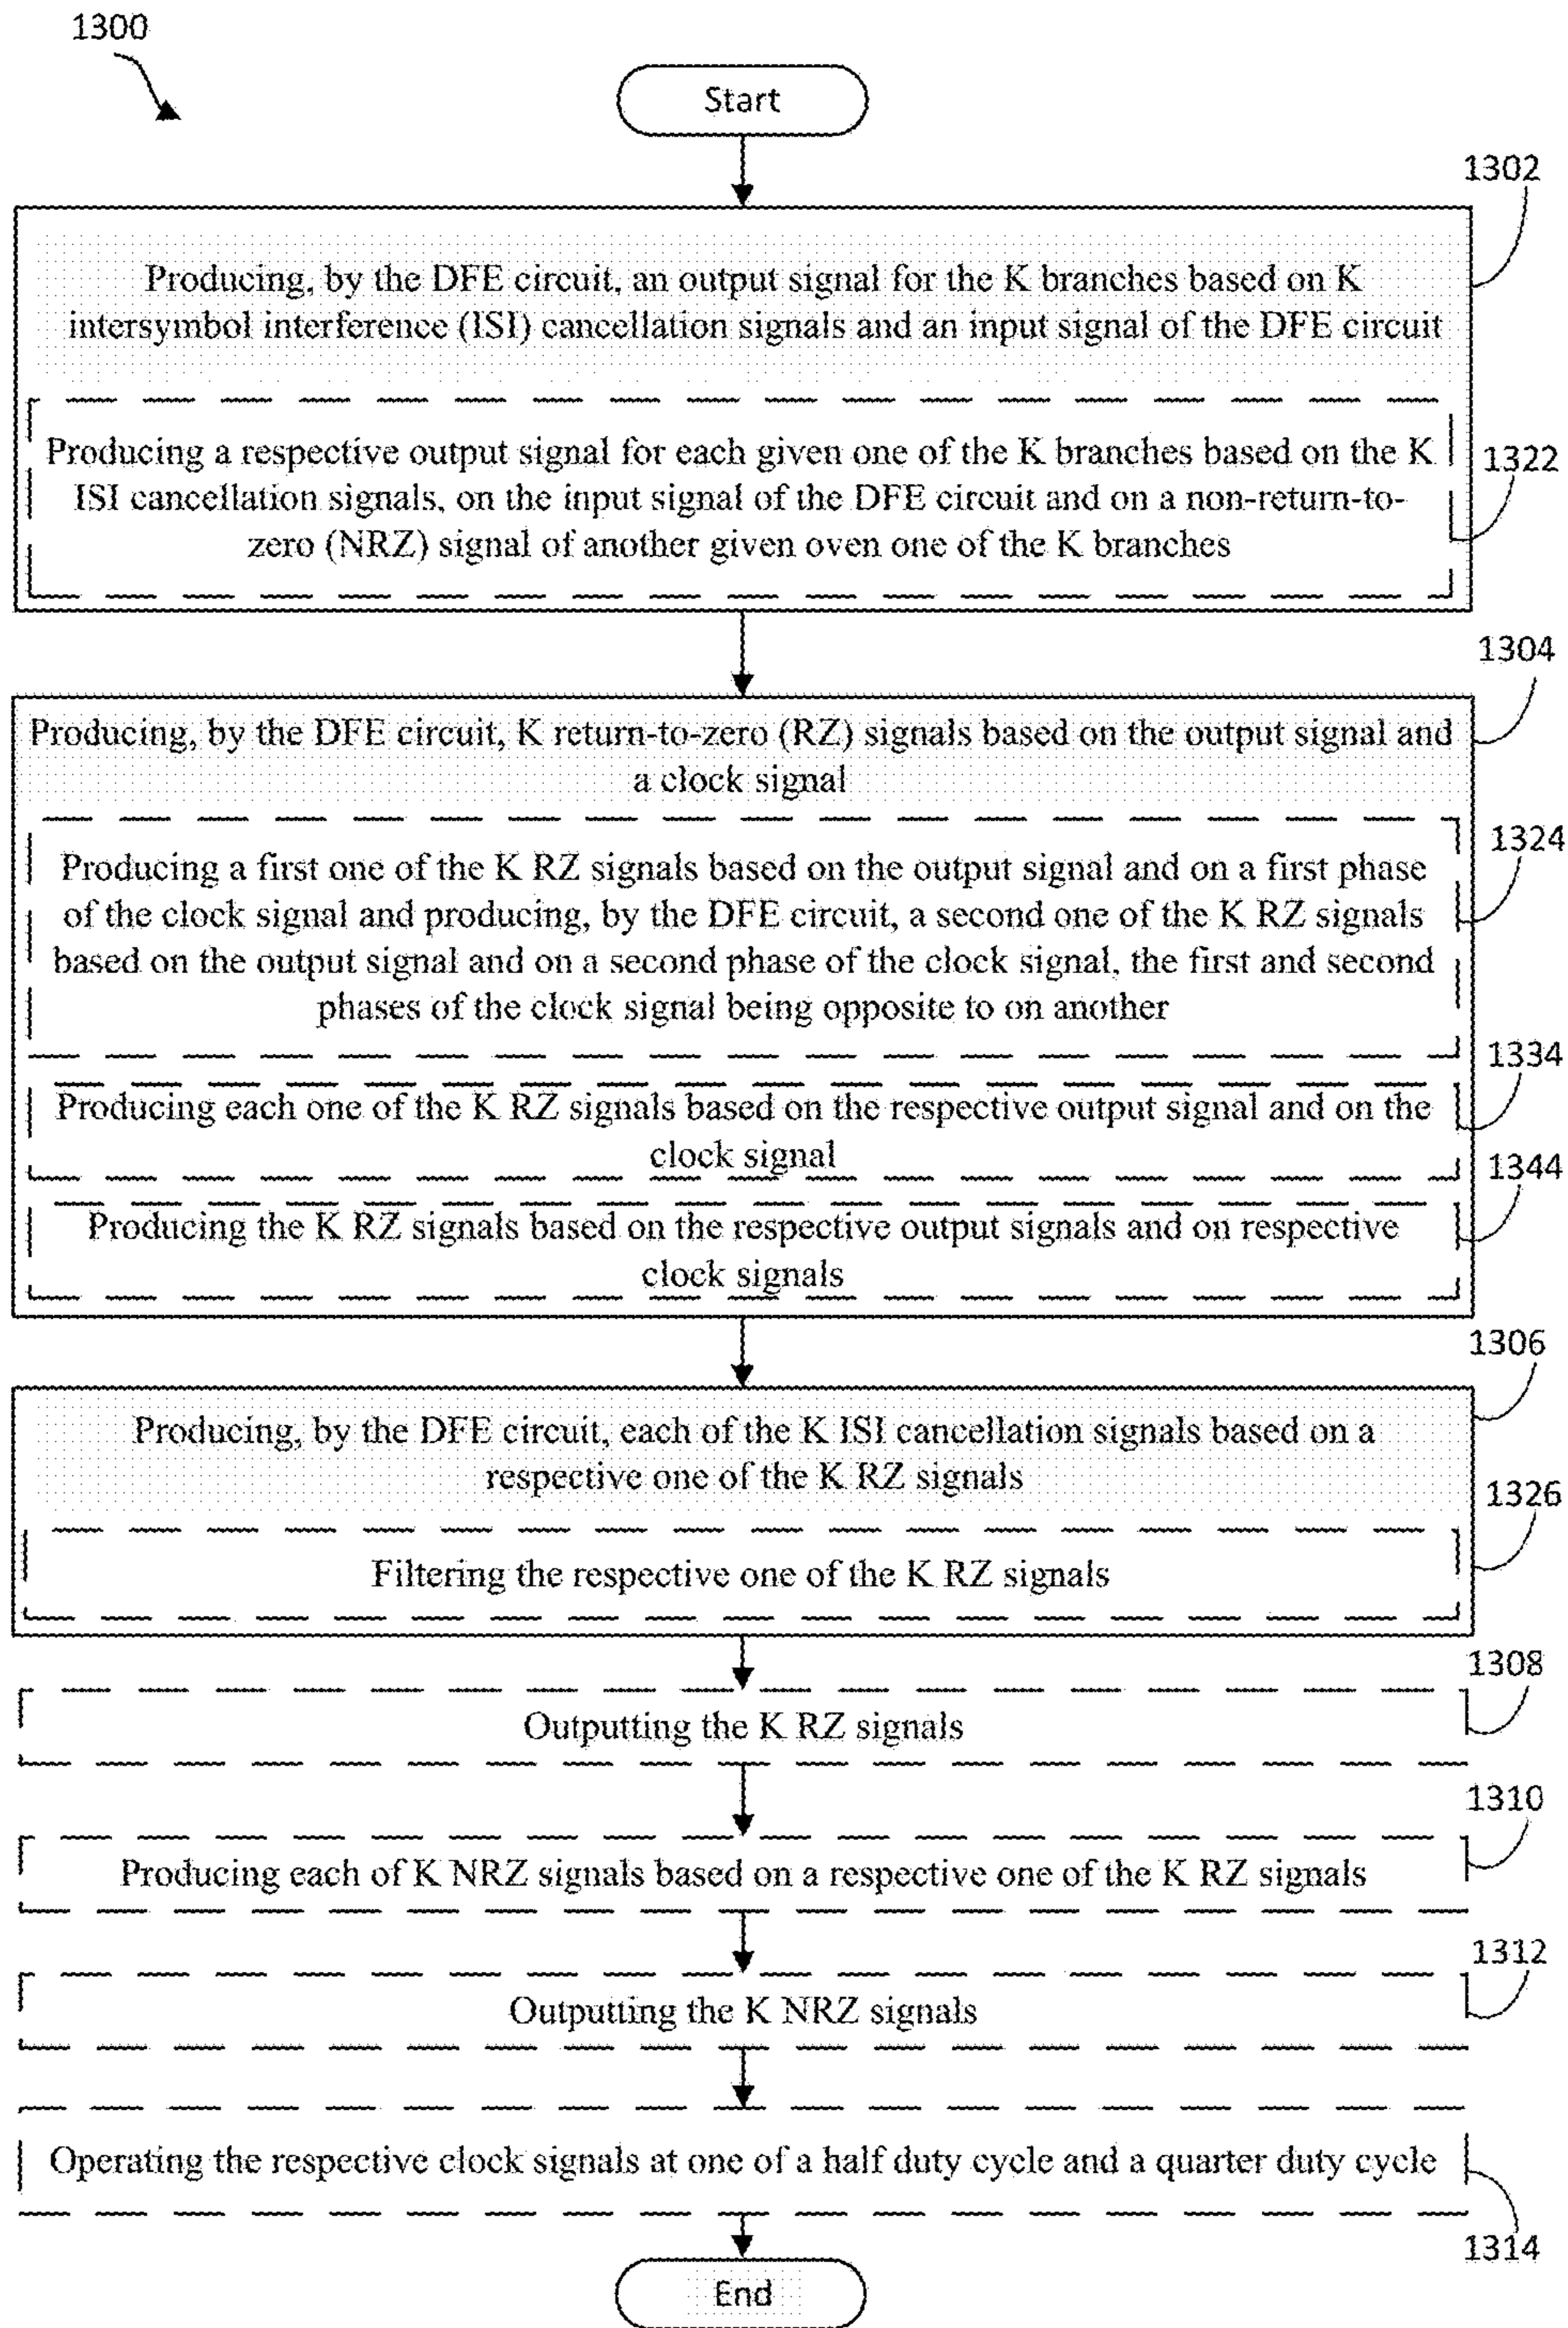 1300
Start
1302
Producing, by the DFE circuit, an output signal for the K branches based on K
intersymbol interference (ISI) cancellation signals and an input signal of the DFE circuit
Producing a respective output signal for each given one of the K branches based on the K
ISI cancellation signals, on the input signal of the DFE circuit and on a non-return-to-
zero (NRZ) signal of another given oven one of the K branches
1322
1304
Producing, by the DFE circuit, K return-to-zero (RZ) signals based on the output signal and
a clock signal
1324
Producing a first one of the K RZ signals based on the output signal and on a first phase
of the clock signal and producing, by the DFE circuit, a second one of the K RZ signals
based on the output signal and on a second phase of the clock signal, the first and second
phases of the clock signal being opposite to on another
1334
Producing each one of the K RZ signals based on the respective output signal and on the
clock signal
1344
Producing the K RZ signals based on the respective output signals and on respective
clock signals
1306
Producing, by the DFE circuit, each of the K ISI cancellation signals based on a
respective one of the K RZ signals
1326
Filtering the respective one of the K RZ signals
1308
Outputting the K RZ signals
1310
Producing each of K NRZ signals based on a respective one of the K RZ signals
1312
Outputting the K NRZ signals
Operating the respective clock signals at one of a half duty cycle and a quarter duty cycle
1314
End